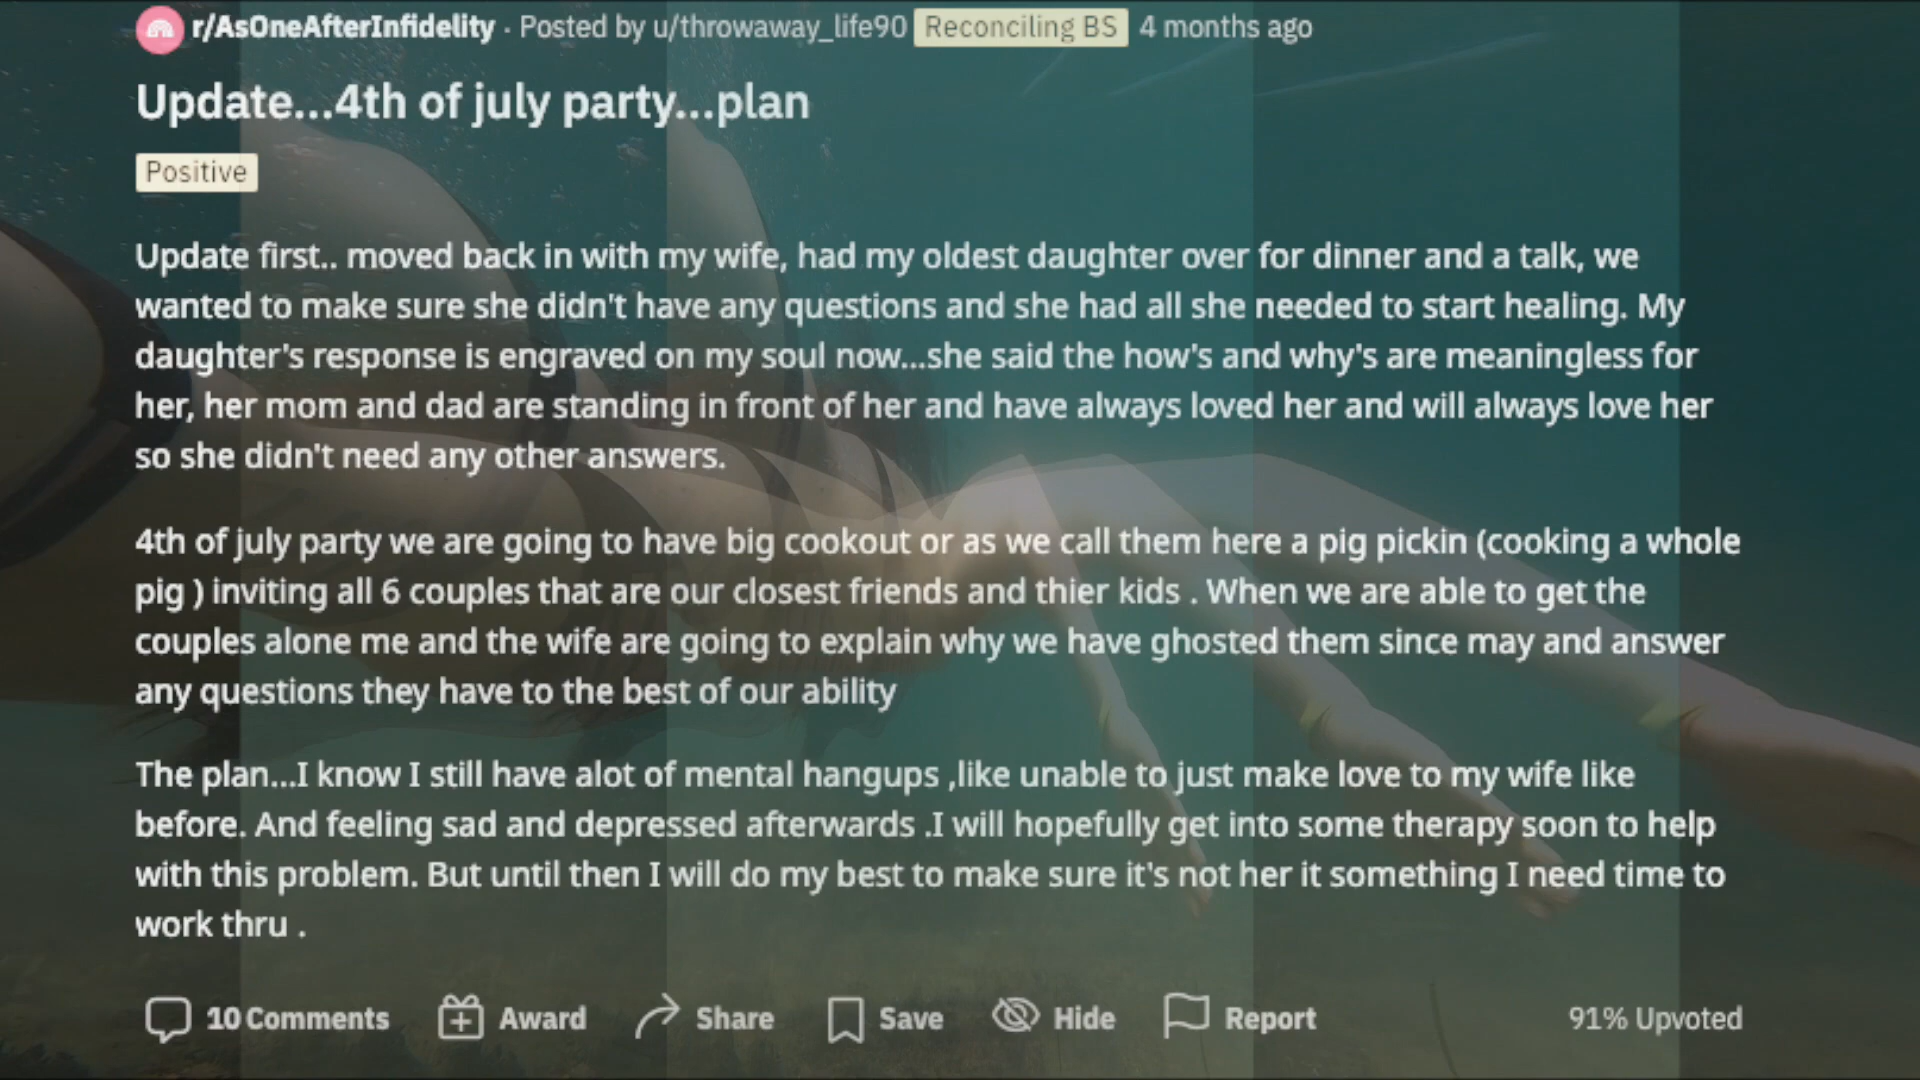 r/AsOneAfterInfidelity · Posted by u/throwaway_life90 Reconciling BS 4 months ago
Update...4th of july party...plan
Positive
Update first.. moved back in with my wife, had my oldest daughter over for dinner and a talk, we
wanted to make sure she didn't have any questions and she had all she needed to start healing. My
daughter's response is engraved on my soul now...she said the how's and why's are meaningless for
her, her mom and dad are standing in front of her and have always loved her and will always love her
so she didn't need any other answers.
4th of july party we are going to have big cookout or as we call them here a pig pickin (cooking a whole
pig ) inviting all 6 couples that are our closest friends and thier kids . When we are able to get the
couples alone me and the wife are going to explain why we have ghosted them since may and answer
any questions they have to the best of our ability
The plan...I know I still have alot of mental hangups ,like unable to just make love to my wife like
before. And feeling sad and depressed afterwards .I will hopefully get into some therapy soon to help
with this problem. But until then I will do my best to make sure it's not her it something I need time to
work thru .
10 Comments Award Share Save Hide Report 91% Upvoted